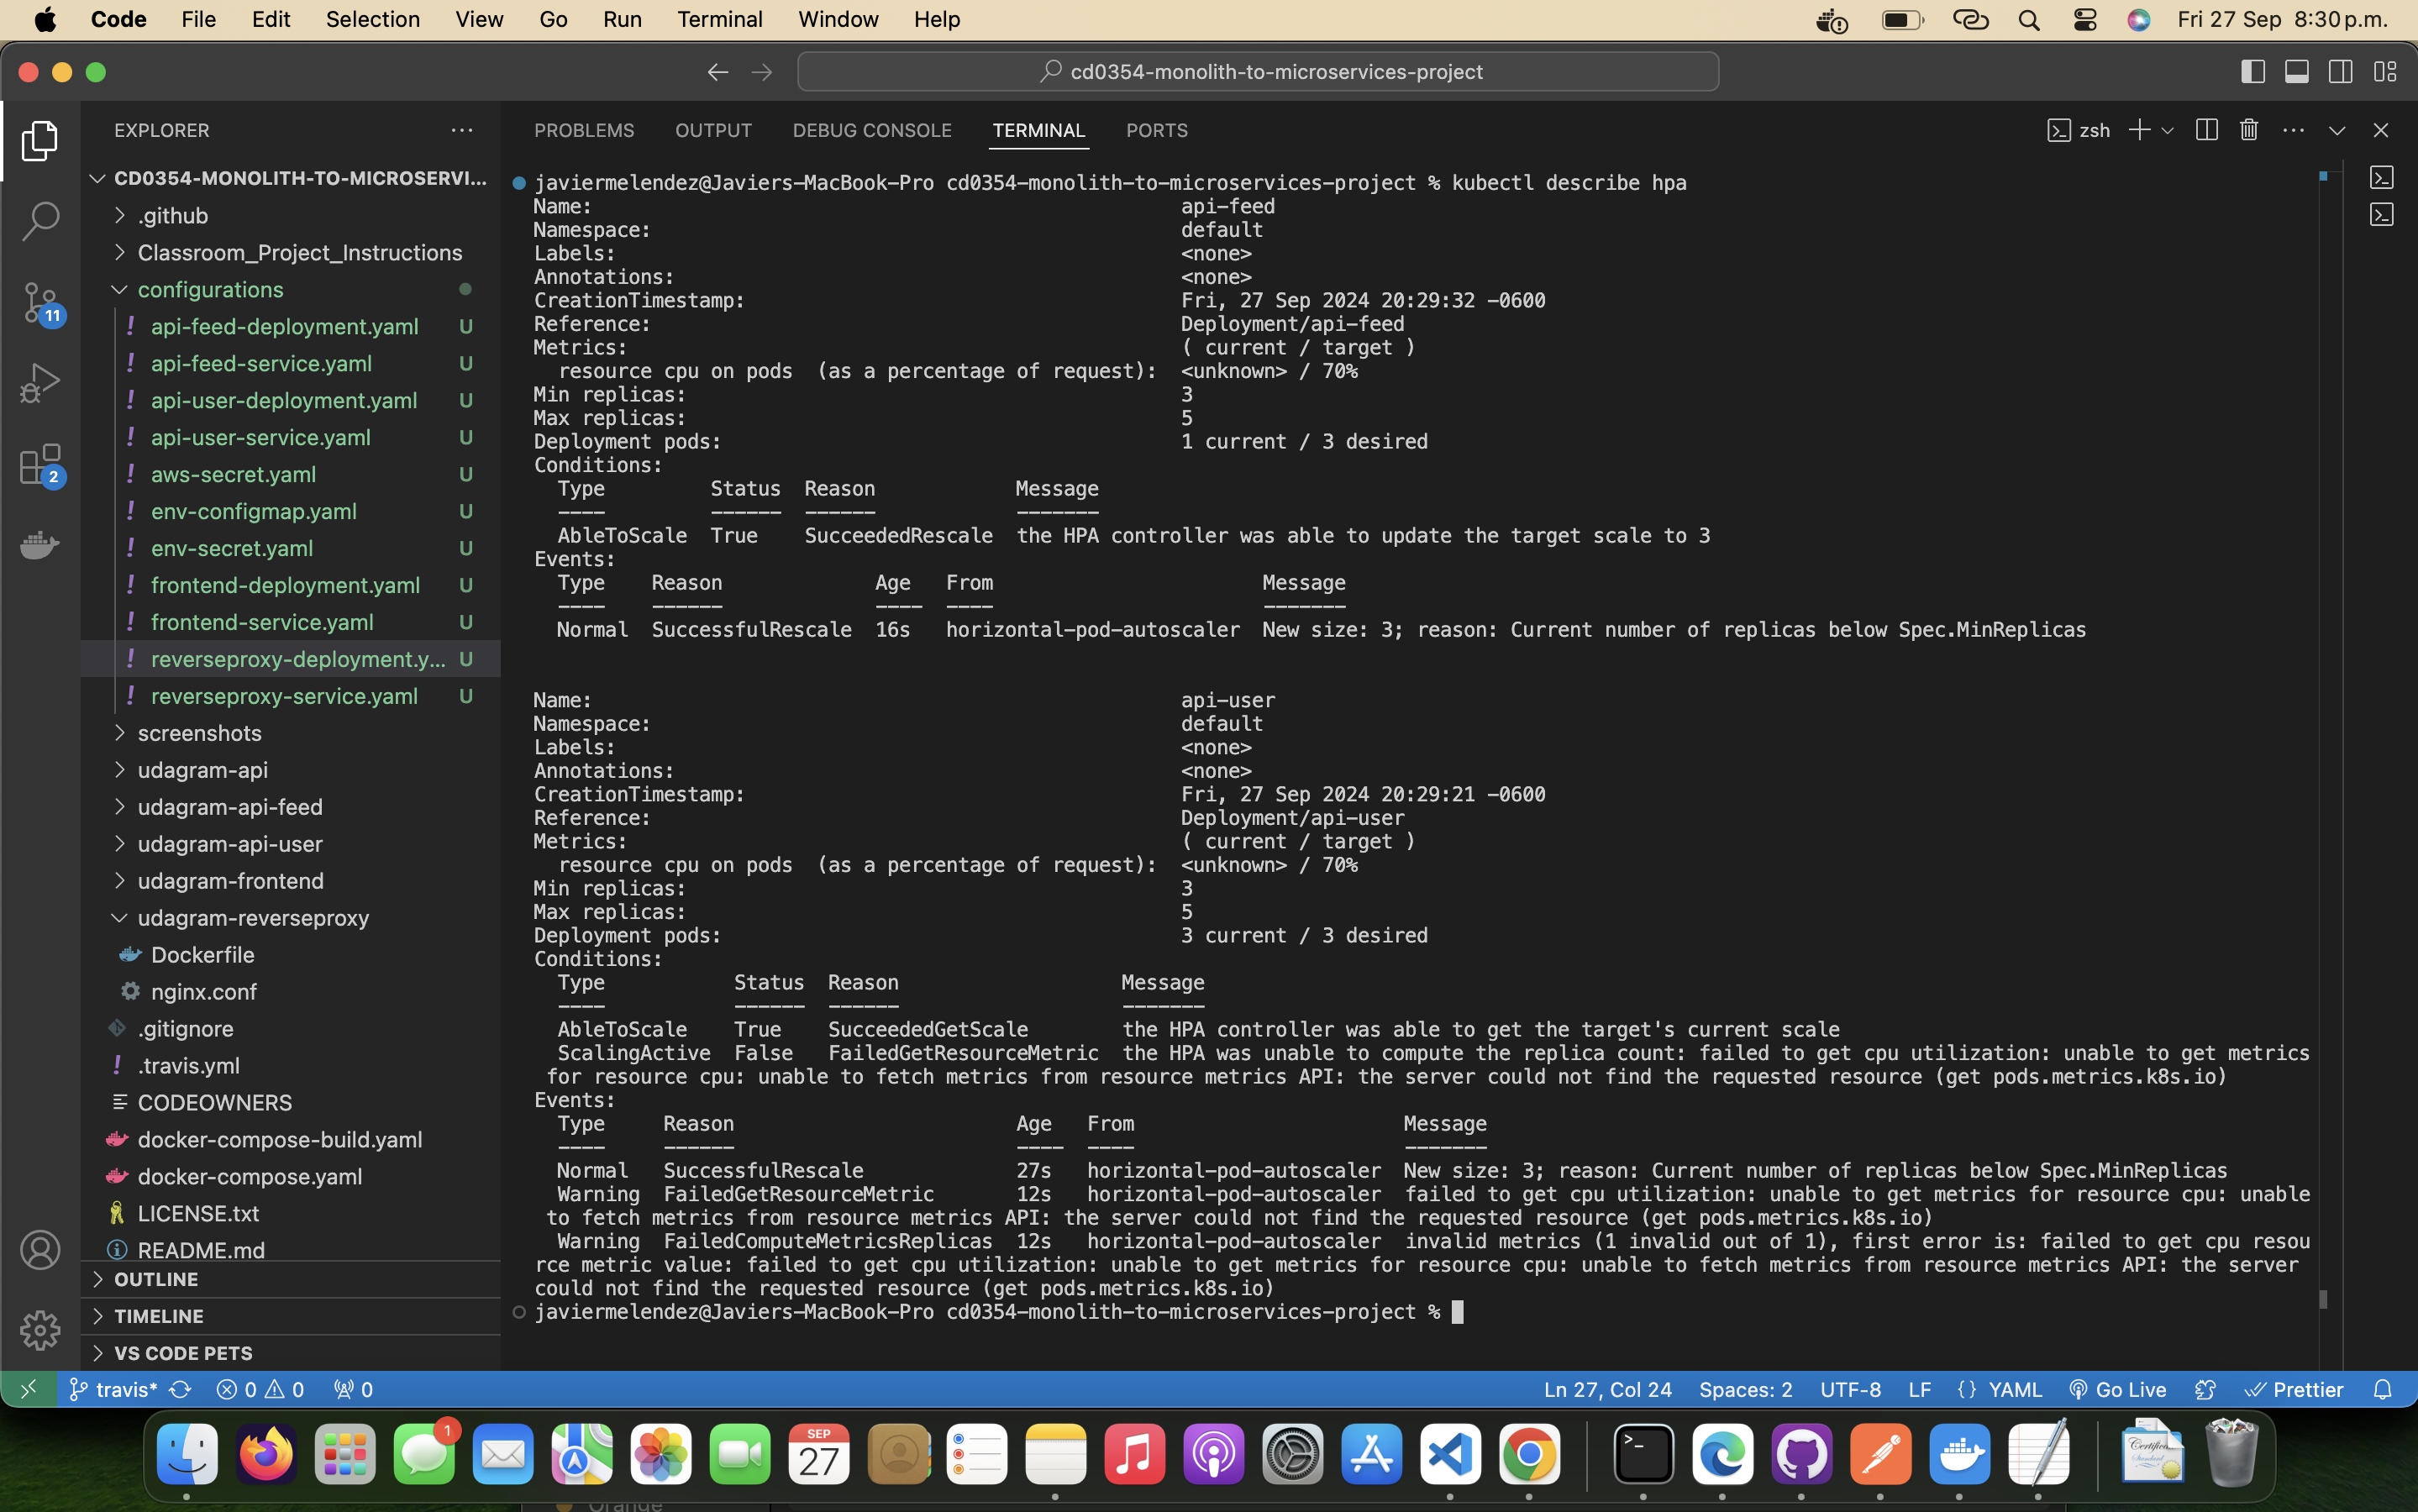 Code File Edit Selection View Go Run Terminal Window Help Fri 27 Sep 8:30 p.m.
cd0354-monolith-to-microservices-project
EXPLORER
PROBLEMS OUTPUT DEBUG CONSOLE TERMINAL PORTS zsh
CD0354-MONOLITH-TO-MICROSERVI...
.github
Classroom_Project_Instructions
configurations
api-feed-deployment.yaml U
api-feed-service.yaml U
api-user-deployment.yaml U
api-user-service.yaml U
aws-secret.yaml U
env-configmap.yaml U
env-secret.yaml U
frontend-deployment.yaml U
frontend-service.yaml U
reverseproxy-deployment.y... U
reverseproxy-service.yaml U
screenshots
udagram-api
udagram-api-feed
udagram-api-user
udagram-frontend
udagram-reverseproxy
Dockerfile
nginx.conf
.gitignore
.travis.yml
CODEOWNERS
docker-compose-build.yaml
docker-compose.yaml
LICENSE.txt
README.md
OUTLINE
TIMELINE
VS CODE PETS
11
2
javiermelendez@Javiers-MacBook-Pro cd0354-monolith-to-microservices-project % kubectl describe hpa
Name: api-feed
Namespace: default
Labels: <none>
Annotations: <none>
CreationTimestamp: Fri, 27 Sep 2024 20:29:32 -0600
Reference: Deployment/api-feed
Metrics: ( current / target )
resource cpu on pods (as a percentage of request): <unknown> / 70%
Min replicas: 3
Max replicas: 5
Deployment pods: 1 current / 3 desired
Conditions:
Type Status Reason Message
---- ------ ------ -------
AbleToScale True SucceededRescale the HPA controller was able to update the target scale to 3
Events:
Type Reason Age From Message
---- ------ ---- ---- -------
Normal SuccessfulRescale 16s horizontal-pod-autoscaler New size: 3; reason: Current number of replicas below Spec.MinReplicas
Name: api-user
Namespace: default
Labels: <none>
Annotations: <none>
CreationTimestamp: Fri, 27 Sep 2024 20:29:21 -0600
Reference: Deployment/api-user
Metrics: ( current / target )
resource cpu on pods (as a percentage of request): <unknown> / 70%
Min replicas: 3
Max replicas: 5
Deployment pods: 3 current / 3 desired
Conditions:
Type Status Reason Message
---- ------ ------ -------
AbleToScale True SucceededGetScale the HPA controller was able to get the target's current scale
ScalingActive False FailedGetResourceMetric the HPA was unable to compute the replica count: failed to get cpu utilization: unable to get metrics
for resource cpu: unable to fetch metrics from resource metrics API: the server could not find the requested resource (get pods.metrics.k8s.io)
Events:
Type Reason Age From Message
---- ------ ---- ---- -------
Normal SuccessfulRescale 27s horizontal-pod-autoscaler New size: 3; reason: Current number of replicas below Spec.MinReplicas
Warning FailedGetResourceMetric 12s horizontal-pod-autoscaler failed to get cpu utilization: unable to get metrics for resource cpu: unable
to fetch metrics from resource metrics API: the server could not find the requested resource (get pods.metrics.k8s.io)
Warning FailedComputeMetricsReplicas 12s horizontal-pod-autoscaler invalid metrics (1 invalid out of 1), first error is: failed to get cpu resou
rce metric value: failed to get cpu utilization: unable to get metrics for resource cpu: unable to fetch metrics from resource metrics API: the server
could not find the requested resource (get pods.metrics.k8s.io)
javiermelendez@Javiers-MacBook-Pro cd0354-monolith-to-microservices-project %
travis* 0 0 0 Ln 27, Col 24 Spaces: 2 UTF-8 LF {} YAML Go Live Prettier
1
SEP
27
Orange